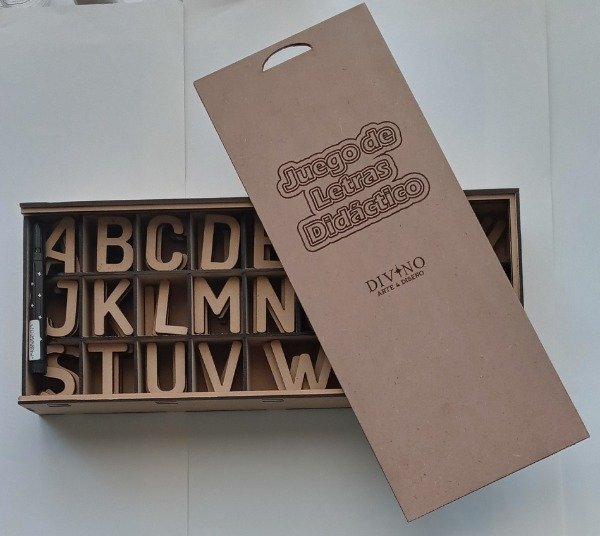 Juego de
Letras
Didáctico
DIVINO
ARTE & DISEÑO
A B C D E
J K L M N
S T U V W